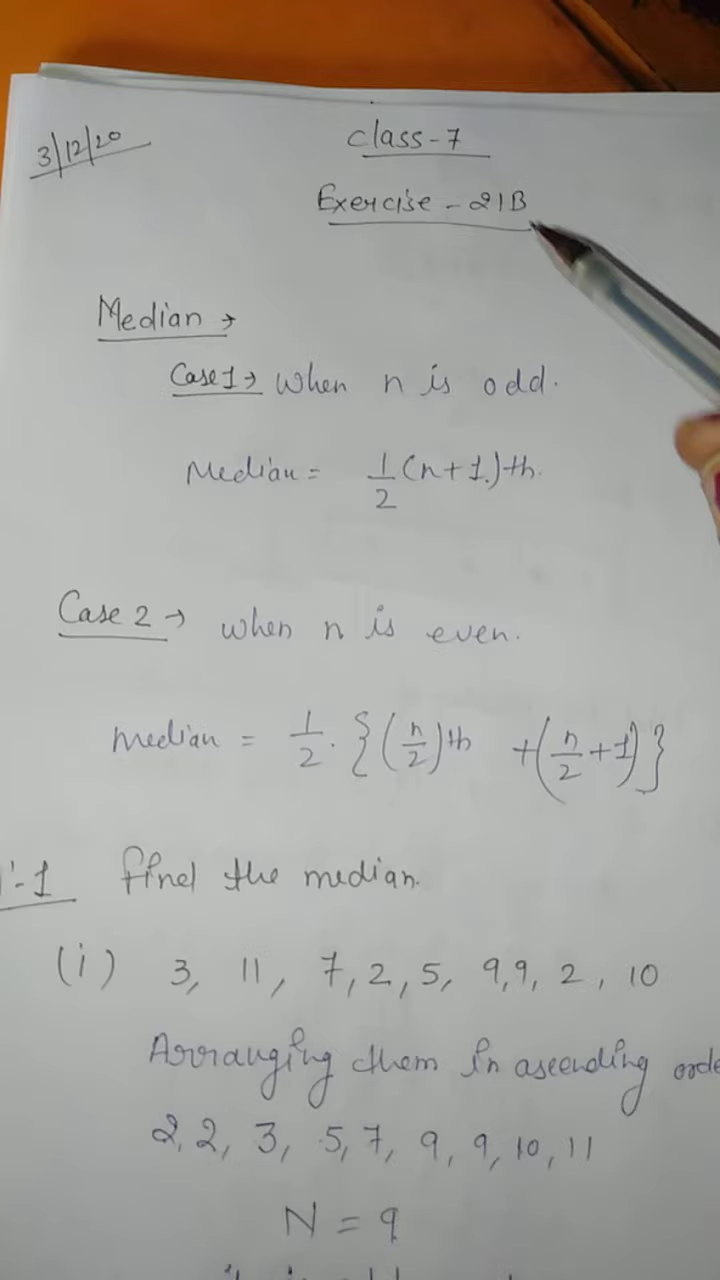 3/12/20
Class-7
Exercise - 21B
Median →
Case 1 → When n is odd.
Median = 1/2 (n+1)th.
Case 2 → when n is even.
median = 1/2 . {(n/2)th + (n/2 + 1)}
-1 Find the median.
(i) 3, 11, 7, 2, 5, 9, 9, 2, 10
Arranging them in ascending orde
2, 2, 3, 5, 7, 9, 9, 10, 11
N = 9